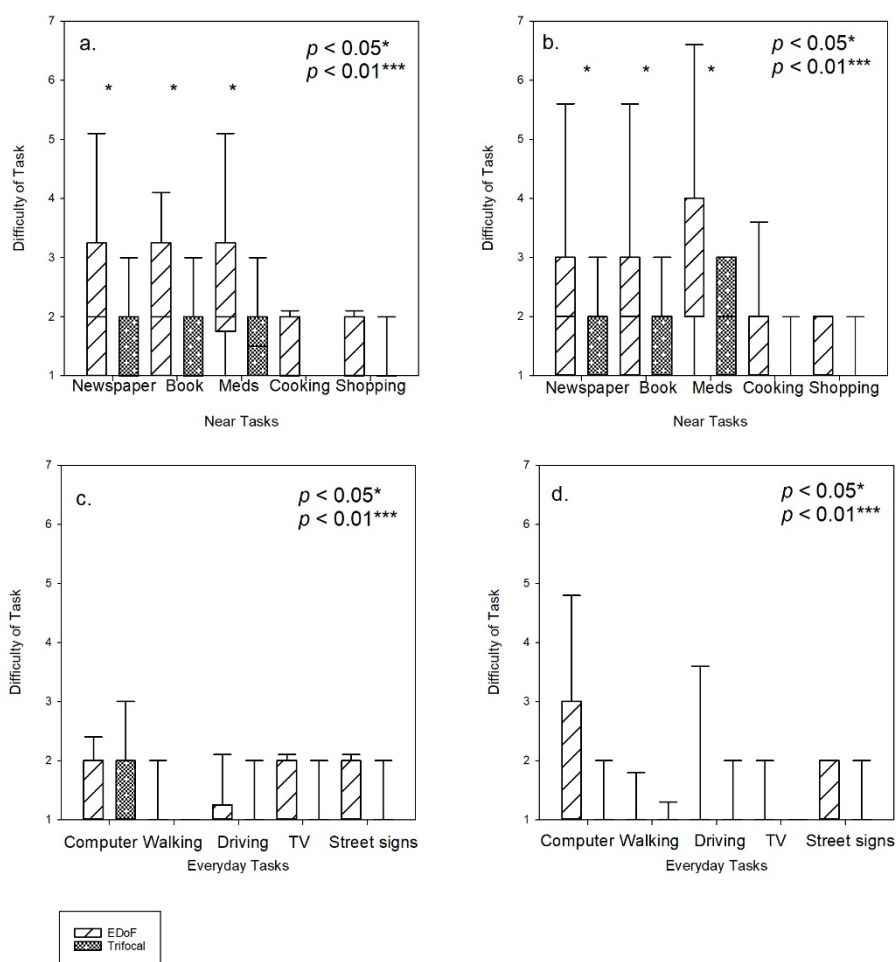 a.
p < 0.05*
p < 0.01***
* * *
7
6
5
4
3
2
1
Difficulty of Task
Newspaper Book Meds Cooking Shopping
Near Tasks
b.
p < 0.05*
p < 0.01***
* * *
7
6
5
4
3
2
1
Difficulty of Task
Newspaper Book Meds Cooking Shopping
Near Tasks
c.
p < 0.05*
p < 0.01***
7
6
5
4
3
2
1
Difficulty of Task
Computer Walking Driving TV Street signs
Everyday Tasks
d.
p < 0.05*
p < 0.01***
7
6
5
4
3
2
1
Difficulty of Task
Computer Walking Driving TV Street signs
Everyday Tasks
EDoF
Trifocal